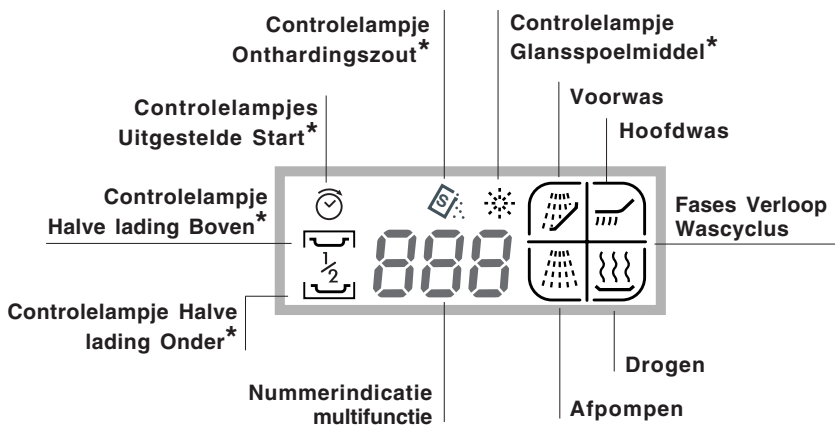 Controlelampje
Onthardingszout*
Controlelampje
Glansspoelmiddel*
Voorwas
Controlelampjes
Uitgestelde Start*
Hoofdwas
Controlelampje
Halve lading Boven*
S
Fases Verloop
Wascyclus
1/2
888
Controlelampje Halve
lading Onder*
Drogen
Nummerindicatie
multifunctie
Afpompen